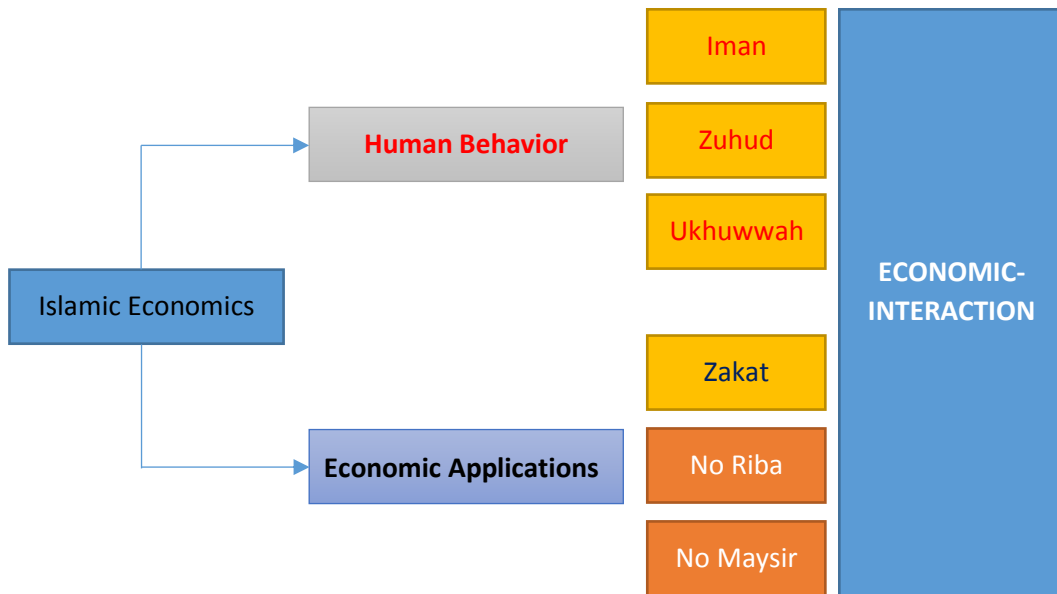 Iman
Human Behavior
Zuhud
Ukhuwwah
Islamic Economics
ECONOMIC-
INTERACTION
Zakat
Economic Applications
No Riba
No Maysir